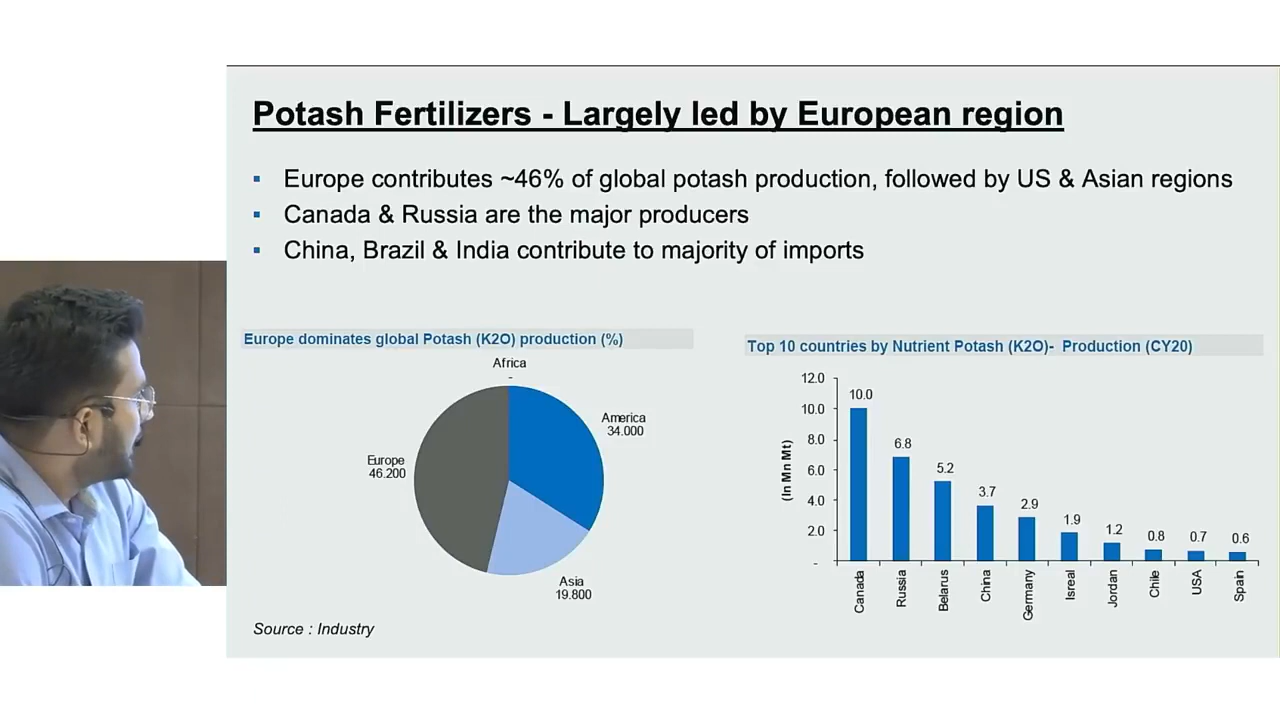 Potash Fertilizers - Largely led by European region
▪ Europe contributes ~46% of global potash production, followed by US & Asian regions
▪ Canada & Russia are the major producers
▪ China, Brazil & India contribute to majority of imports
Europe dominates global Potash (K2O) production (%)
Africa
-
America
34.000
Europe
46.200
Asia
19.800
Top 10 countries by Nutrient Potash (K2O)- Production (CY20)
(In Mn Mt)
12.0
10.0
8.0
6.0
4.0
2.0
-
10.0
6.8
5.2
3.7
2.9
1.9
1.2
0.8
0.7
0.6
Canada
Russia
Belarus
China
Germany
Isreal
Jordan
Chile
USA
Spain
Source : Industry